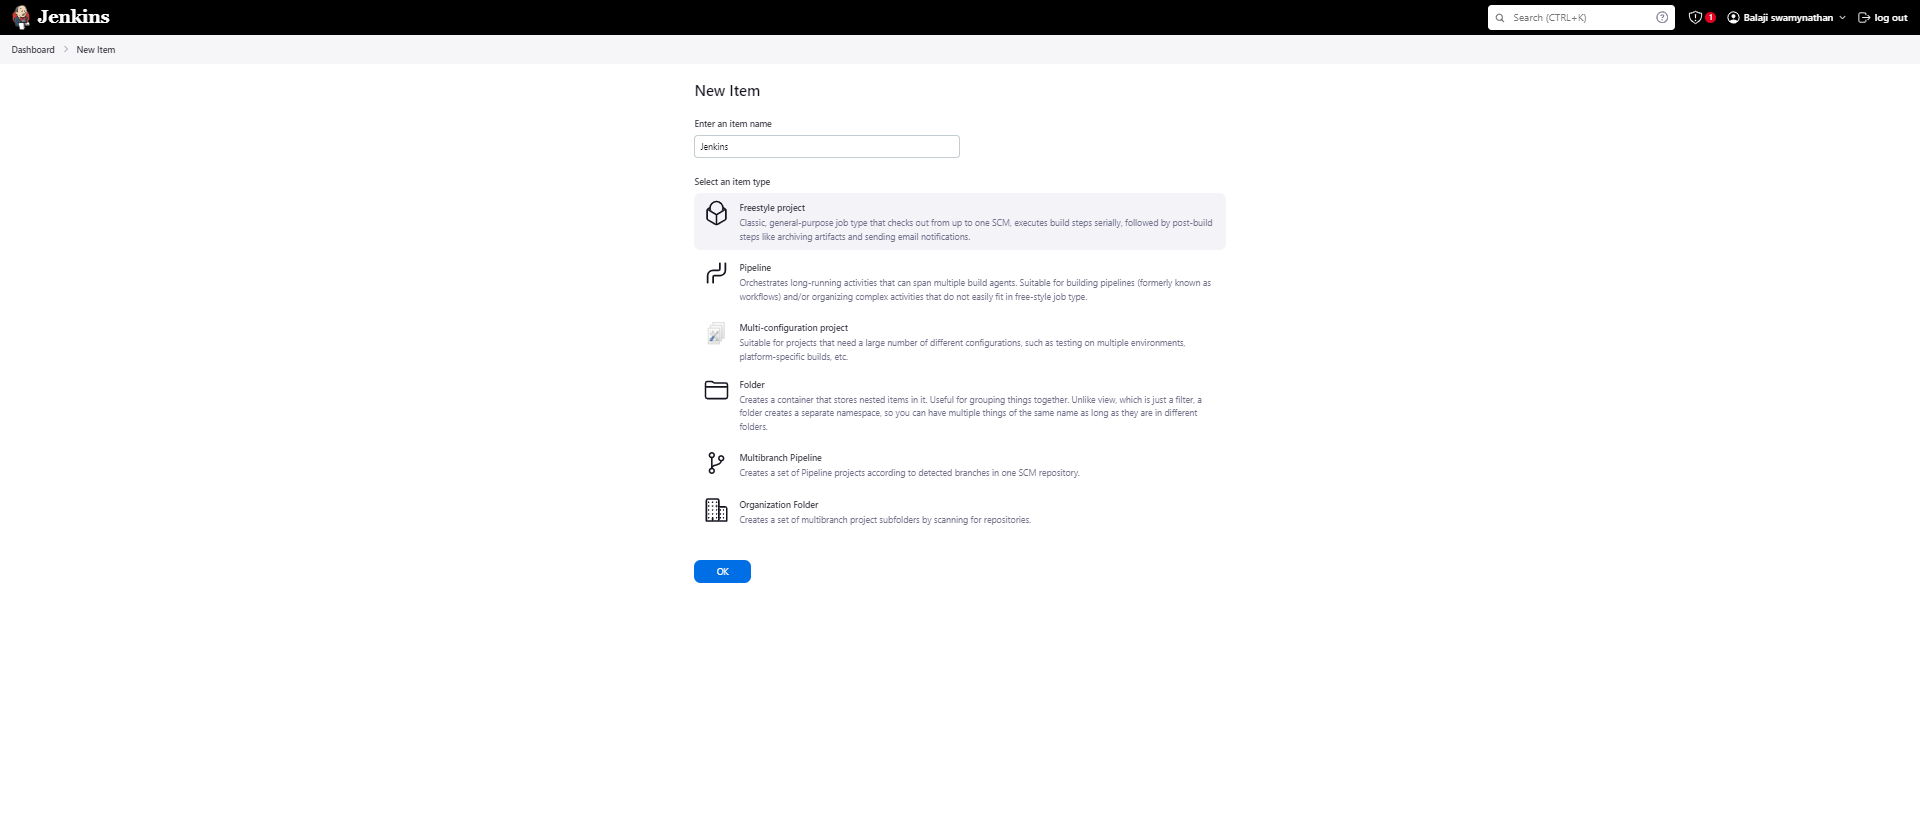 Jenkins
Search (CTRL+K)
1
Balaji swamynathan
log out
Dashboard
New Item
New Item
Enter an item name
Jenkins
Select an item type
Freestyle project
Classic, general-purpose job type that checks out from up to one SCM, executes build steps serially, followed by post-build
steps like archiving artifacts and sending email notifications.
Pipeline
Orchestrates long-running activities that can span multiple build agents. Suitable for building pipelines (formerly known as
workflows) and/or organizing complex activities that do not easily fit in free-style job type.
Multi-configuration project
Suitable for projects that need a large number of different configurations, such as testing on multiple environments,
platform-specific builds, etc.
Folder
Creates a container that stores nested items in it. Useful for grouping things together. Unlike view, which is just a filter, a
folder creates a separate namespace, so you can have multiple things of the same name as long as they are in different
folders.
Multibranch Pipeline
Creates a set of Pipeline projects according to detected branches in one SCM repository.
Organization Folder
Creates a set of multibranch project subfolders by scanning for repositories.
OK